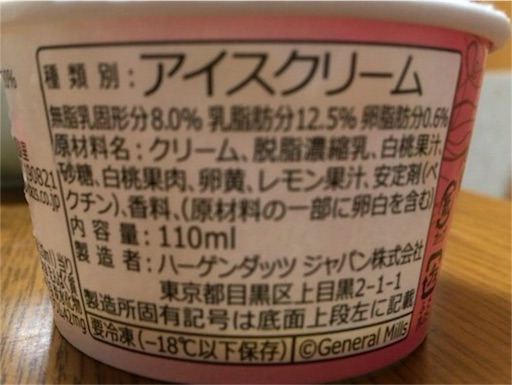 種類別：アイスクリーム
無脂乳固形分8.0% 乳脂肪分12.5% 卵脂肪分0.6%
原材料名：クリーム、脱脂濃縮乳、白桃果汁、
砂糖、白桃果肉、卵黄、レモン果汁、安定剤(ペ
クチン)、香料、(原材料の一部に卵白を含む)
内容量：110ml
製造者：ハーゲンダッツ ジャパン株式会社
東京都目黒区上目黒2-1-1
製造所固有記号は底面上段左に記載
要冷凍(−18℃以下保存) ©General Mills